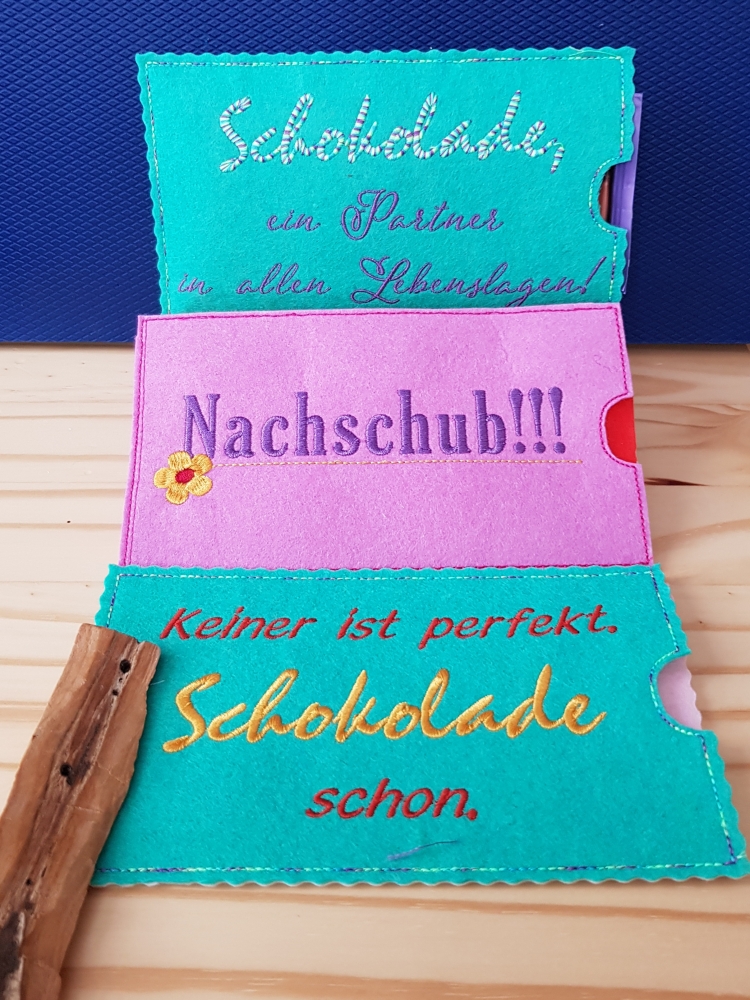 Schokolade,
ein Partner
in allen Lebenslagen!
Nachschub!!!
Keiner ist perfekt.
Schokolade
schon.